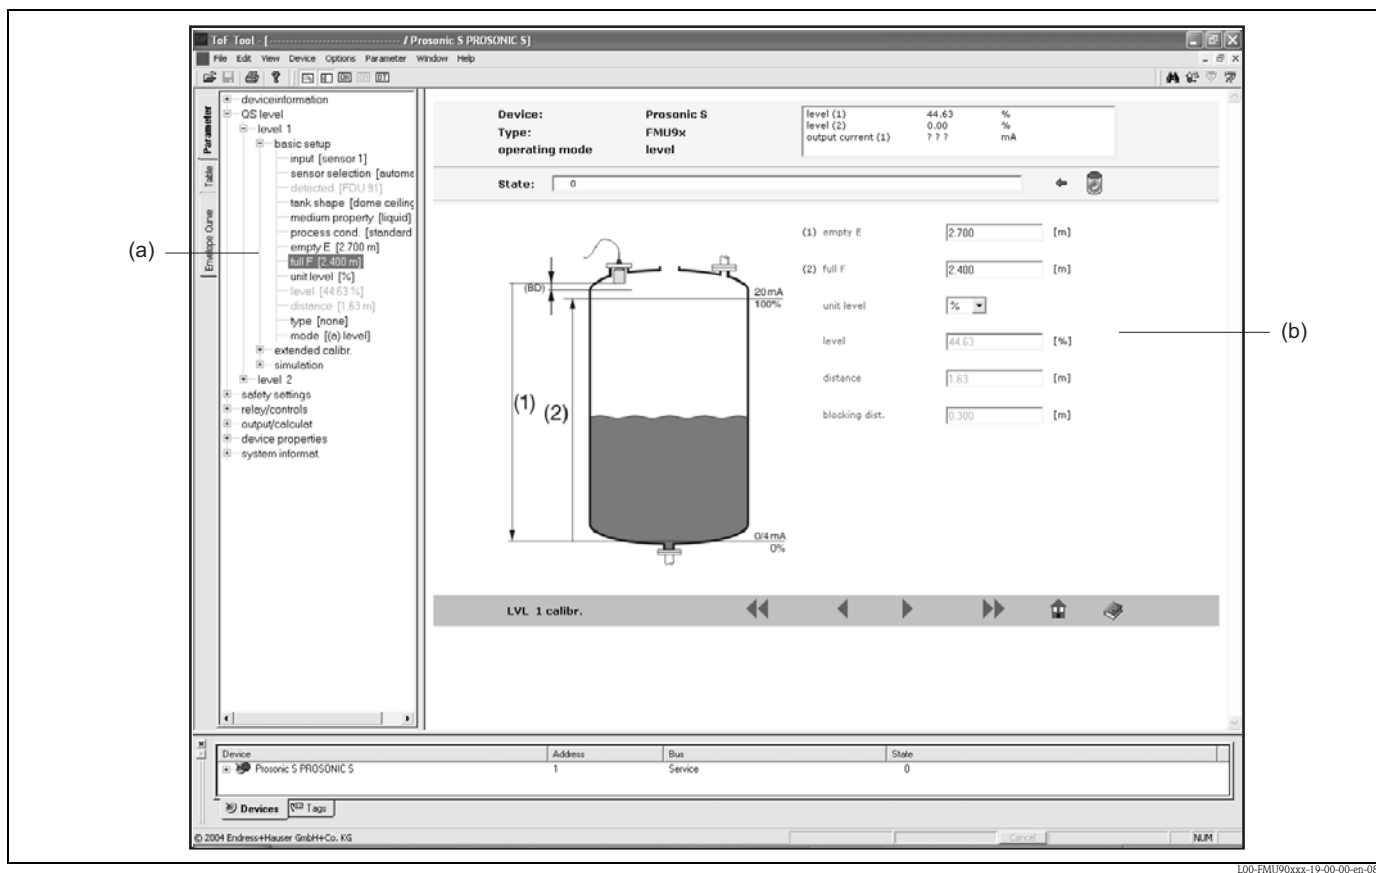 ToF Tool - [------------------------------ / Prosonic S PROSONIC S]
File Edit View Device Options Parameter Window Help
Parameter
Table
Envelope Curve
deviceinformation
QS level
level 1
basic setup
input [sensor 1]
sensor selection [automa
detected [FDU 91]
tank shape [dome ceiling
medium property [liquid]
process cond. [standard
empty E [2.700 m]
full F [2.400 m]
unit level [%]
level [44.63 %]
distance [1.63 m]
type [none]
mode [(a) level]
extended calibr.
simulation
level 2
safety settings
relay/controls
output/calculat
device properties
system informat.
(a)
Device: Prosonic S
Type: FMU9x
operating mode level
level (1) 44.63 %
level (2) 0.00 %
output current (1) ? ? ? mA
State: 0
(BD)
20 mA
100%
(1) (2)
0/4 mA
0%
(1) empty E 2.700 [m]
(2) full F 2.400 [m]
unit level %
level 44.63 [%]
distance 1.63 [m]
blocking dist. 0.300 [m]
(b)
LVL 1 calibr.
Device Address Bus State
Prosonic S PROSONIC S 1 Service 0
Devices Tags
© 2004 Endress+Hauser GmbH+Co. KG
Cancel
NUM
L00-FMU90xxx-19-00-00-en-08